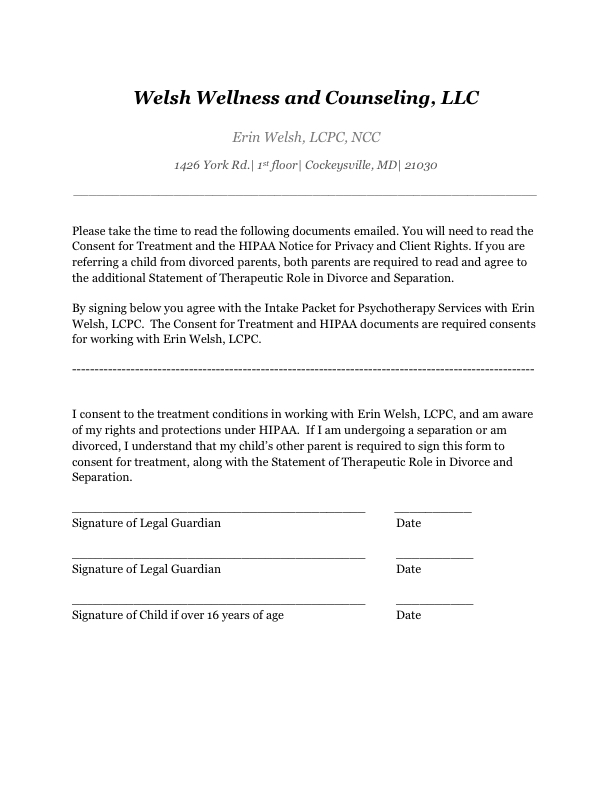 Welsh Wellness and Counseling, LLC
Erin Welsh, LCPC, NCC
1426 York Rd.| 1st floor| Cockeysville, MD| 21030
Please take the time to read the following documents emailed. You will need to read the
Consent for Treatment and the HIPAA Notice for Privacy and Client Rights. If you are
referring a child from divorced parents, both parents are required to read and agree to
the additional Statement of Therapeutic Role in Divorce and Separation.
By signing below you agree with the Intake Packet for Psychotherapy Services with Erin
Welsh, LCPC.  The Consent for Treatment and HIPAA documents are required consents
for working with Erin Welsh, LCPC.
I consent to the treatment conditions in working with Erin Welsh, LCPC, and am aware
of my rights and protections under HIPAA.  If I am undergoing a separation or am
divorced, I understand that my child's other parent is required to sign this form to
consent for treatment, along with the Statement of Therapeutic Role in Divorce and
Separation.
Signature of Legal Guardian Date
Signature of Legal Guardian Date
Signature of Child if over 16 years of age Date